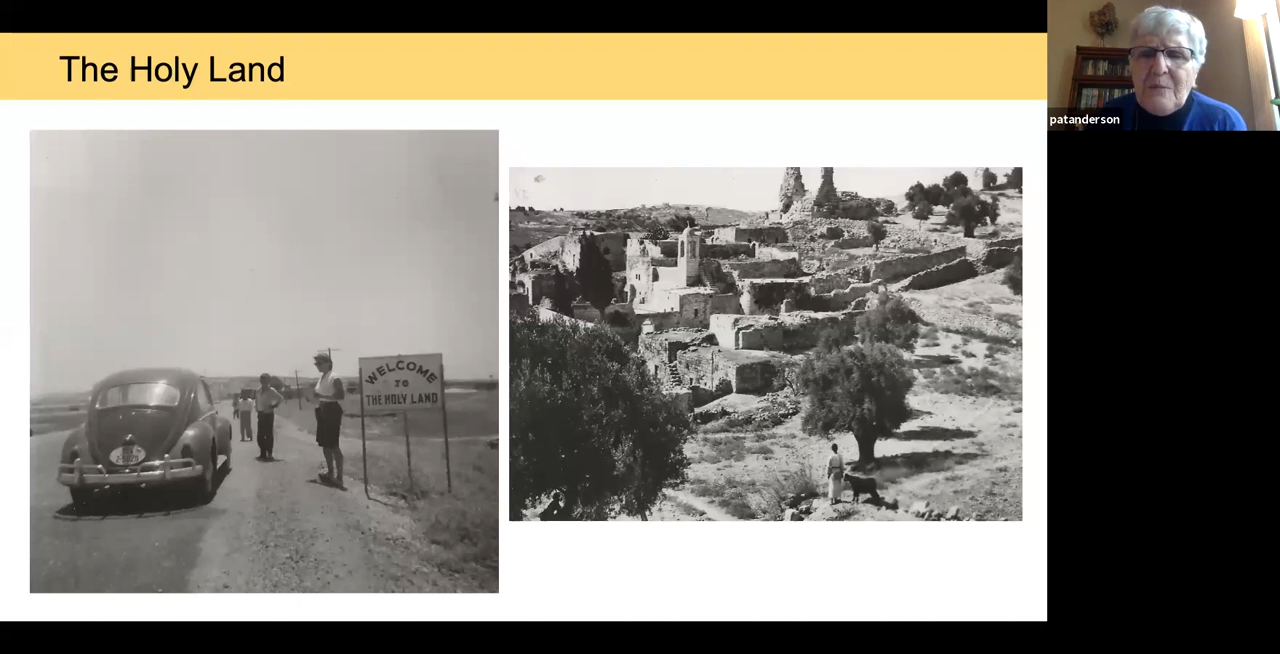 The Holy Land
patanderson
WELCOME
TO
THE HOLY LAND